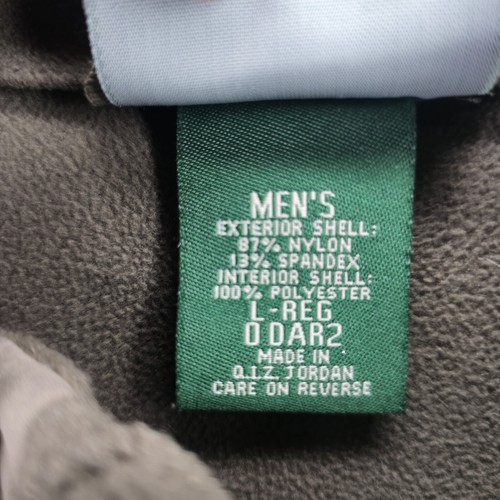 MEN'S
EXTERIOR SHELL:
87% NYLON
13% SPANDEX
INTERIOR SHELL:
100% POLYESTER
L-REG
0 DAR2
MADE IN
Q.I.Z. JORDAN
CARE ON REVERSE